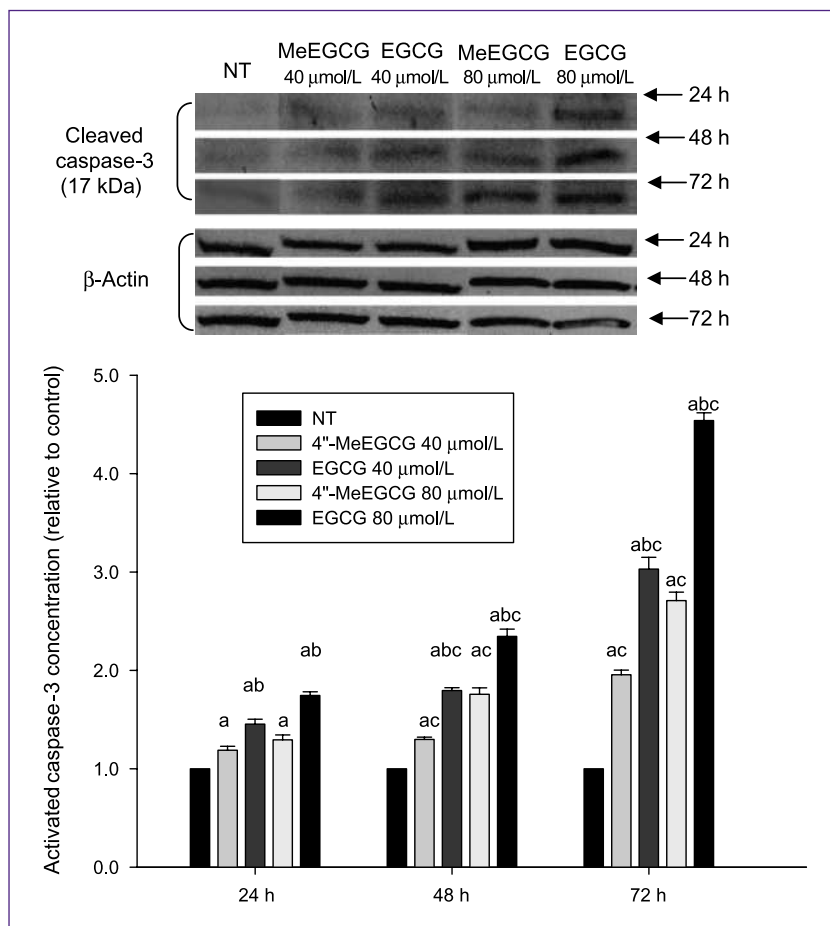 NT
MeEGCG
40 μmol/L
EGCG
40 μmol/L
MeEGCG
80 μmol/L
EGCG
80 μmol/L
Cleaved
caspase-3
(17 kDa)
24 h
48 h
72 h
β-Actin
24 h
48 h
72 h
Activated caspase-3 concentration (relative to control)
5.0
4.0
3.0
2.0
1.0
0.0
NT
4"-MeEGCG 40 μmol/L
EGCG 40 μmol/L
4"-MeEGCG 80 μmol/L
EGCG 80 μmol/L
a
ab
a
ab
ac
abc
ac
abc
ac
abc
ac
abc
24 h
48 h
72 h